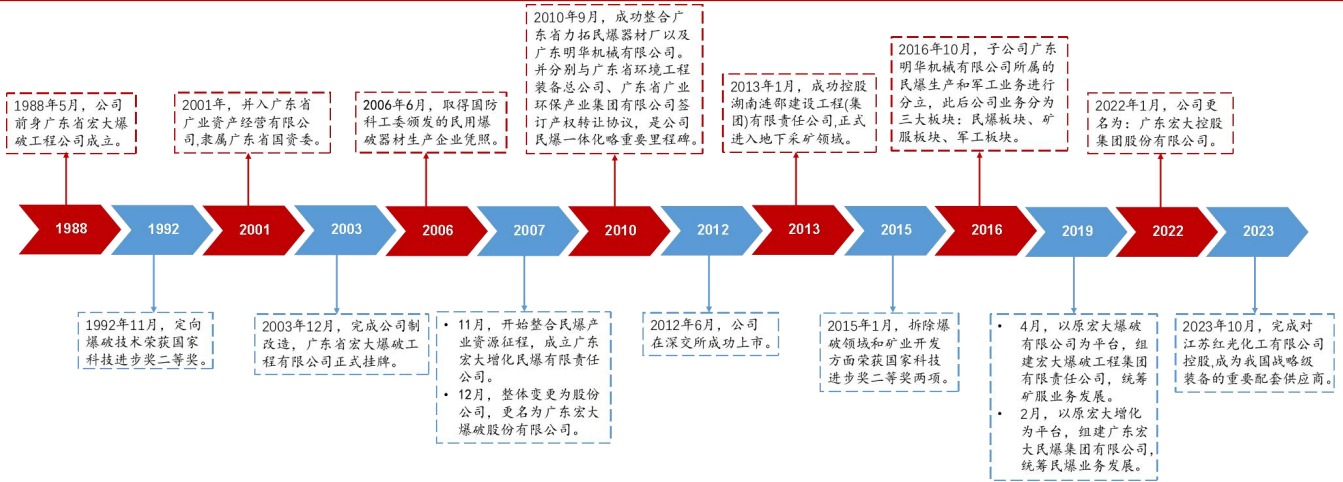 1988年5月，公司
前身广东省宏大爆
破工程公司成立。
2001年，并入广东省
广业资产经营有限公
司,隶属广东省国资委。
2006年6月，取得国防
科工委颁发的民用爆
破器材生产企业凭照。
2010年9月，成功整合广
东省力拓民爆器材厂以及
广东明华机械有限公司。
并分别与广东省环境工程
装备总公司、广东省广业
环保产业集团有限公司签
订产权转让协议，是公司
民爆一体化略重要里程碑。
2013年1月，成功控股
湖南涟邵建设工程(集
团)有限责任公司,正式
进入地下采矿领域。
2016年10月，子公司广东
明华机械有限公司所属的
民爆生产和军工业务进行
分立，此后公司业务分为
三大板块：民爆板块、矿
服板块、军工板块。
2022年1月，公司更
名为：广东宏大控股
集团股份有限公司。
1988
1992
2001
2003
2006
2007
2010
2012
2013
2015
2016
2019
2022
2023
1992年11月，定向
爆破技术荣获国家
科技进步奖二等奖。
2003年12月，完成公司制
改造，广东省宏大爆破工
程有限公司正式挂牌。
• 11月，开始整合民爆产
业资源征程，成立广东
宏大增化民爆有限责任
公司。
• 12月，整体变更为股份
公司，更名为广东宏大
爆破股份有限公司。
2012年6月，公司
在深交所成功上市。
2015年1月，拆除爆
破领域和矿业开发
方面荣获国家科技
进步奖二等奖两项。
• 4月，以原宏大爆破
有限公司为平台，组
建宏大爆破工程集团
有限责任公司，统筹
矿服业务发展。
• 2月，以原宏大增化
为平台，组建广东宏
大民爆集团有限公司,
统筹民爆业务发展。
2023年10月，完成对
江苏红光化工有限公司
控股,成为我国战略级
装备的重要配套供应商。